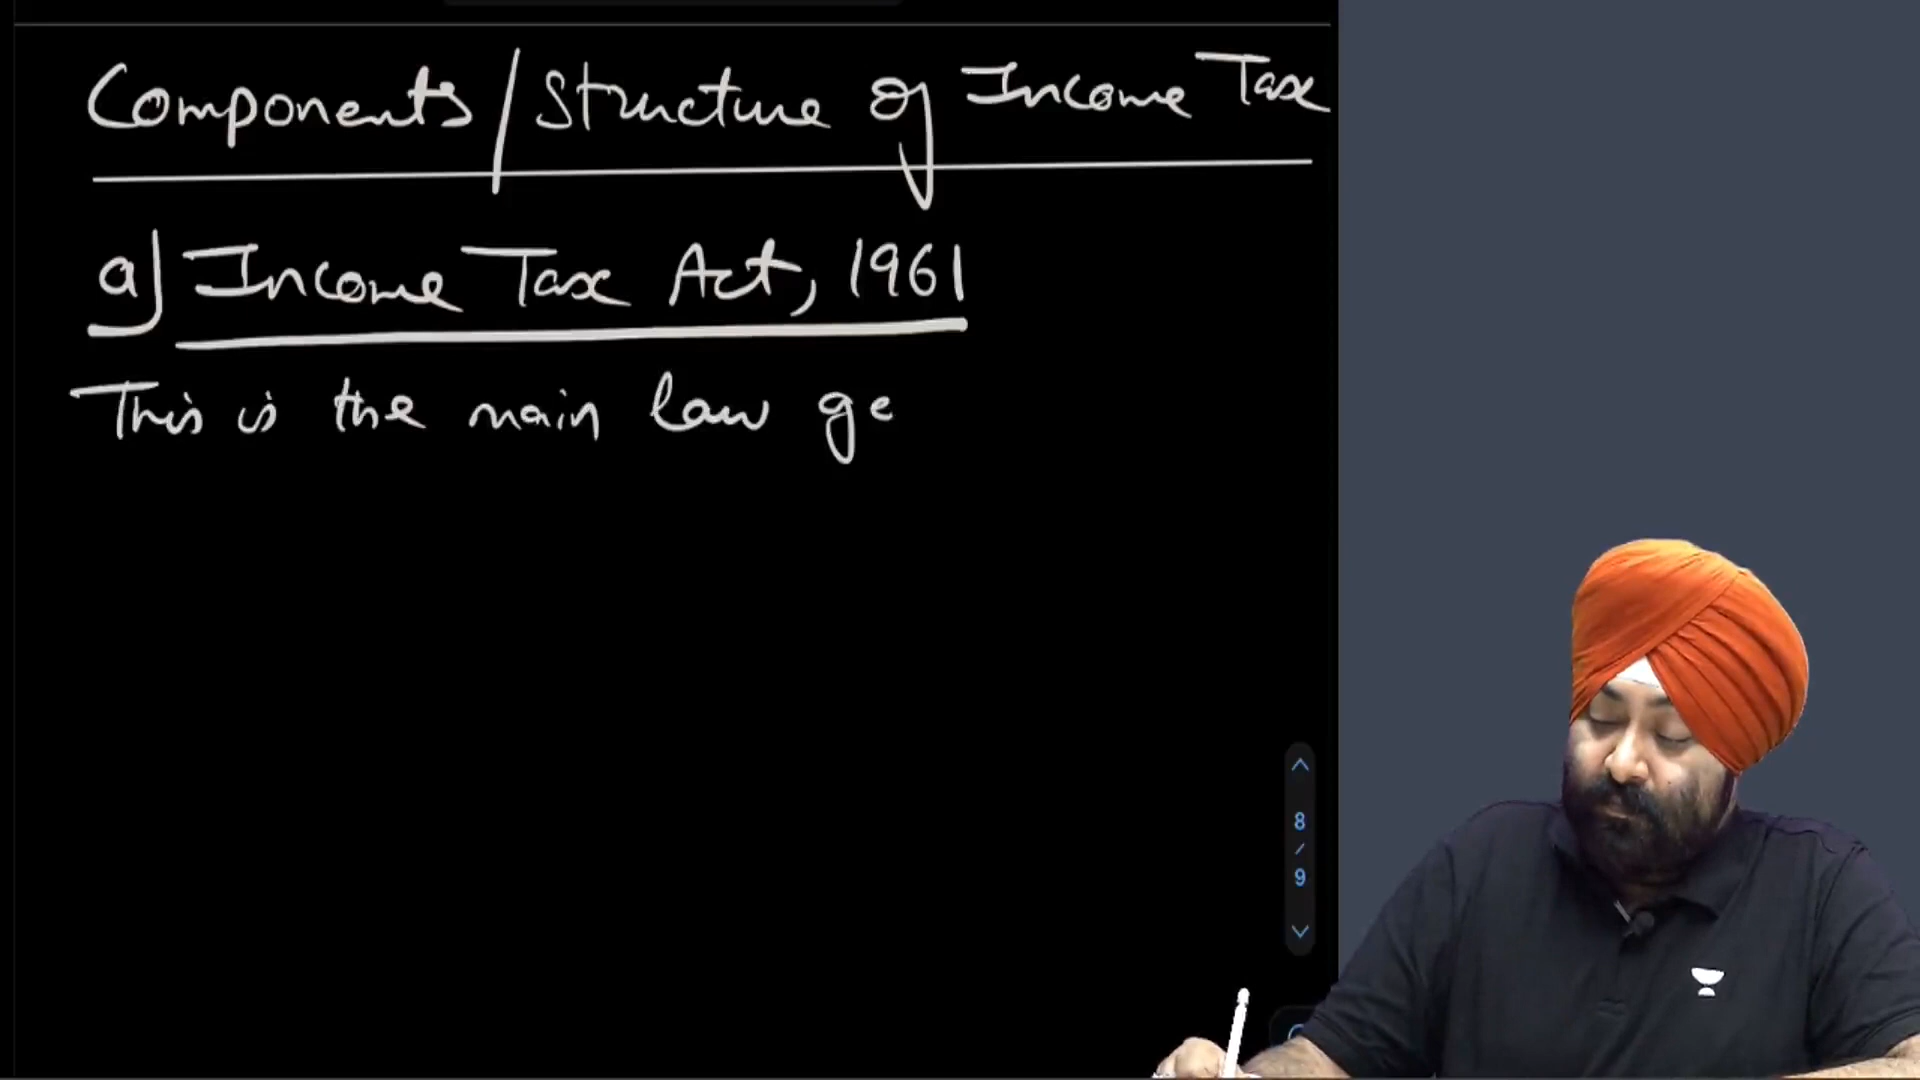 Components/Structure of Income Tax
a) Income Tax Act, 1961
This is the main law ge
8
/
9